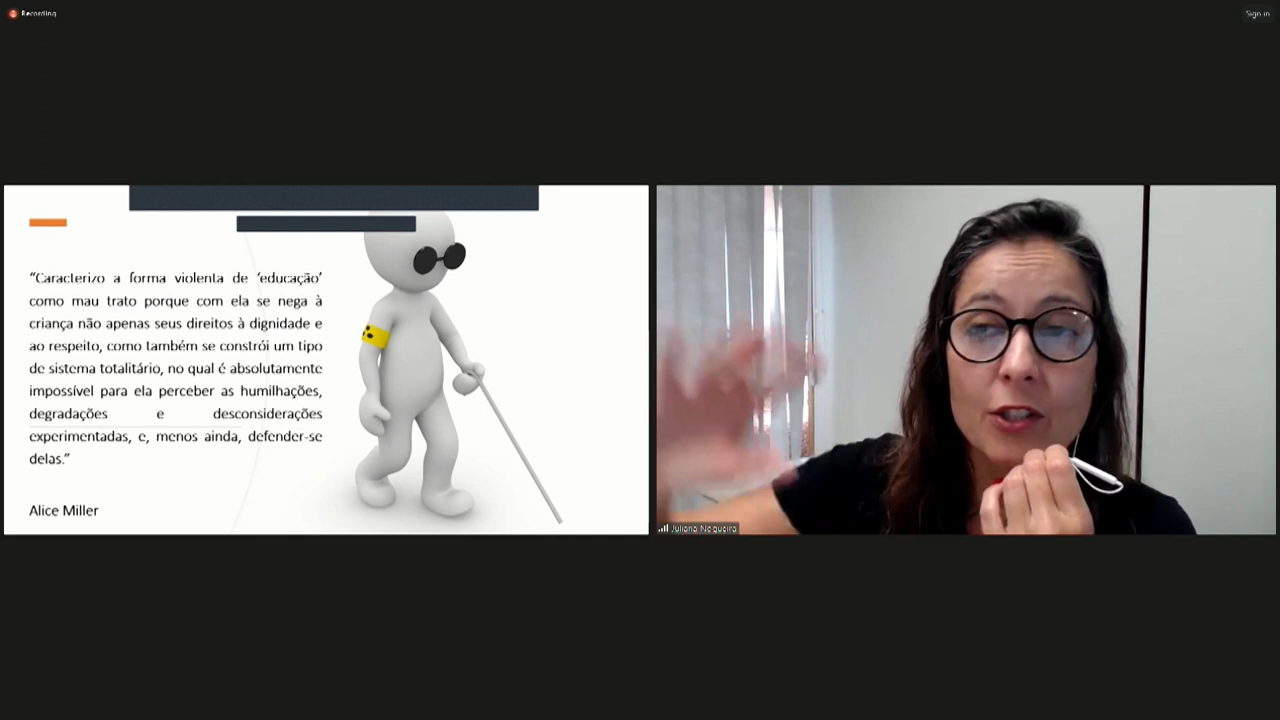 Recording
Sign in
“Caracterizo a forma violenta de ‘educação’
como mau trato porque com ela se nega à
criança não apenas seus direitos à dignidade e
ao respeito, como também se constrói um tipo
de sistema totalitário, no qual é absolutamente
impossível para ela perceber as humilhações,
degradações e desconsiderações
experimentadas, e, menos ainda, defender-se
delas.”
Alice Miller
Juliana Nogueira